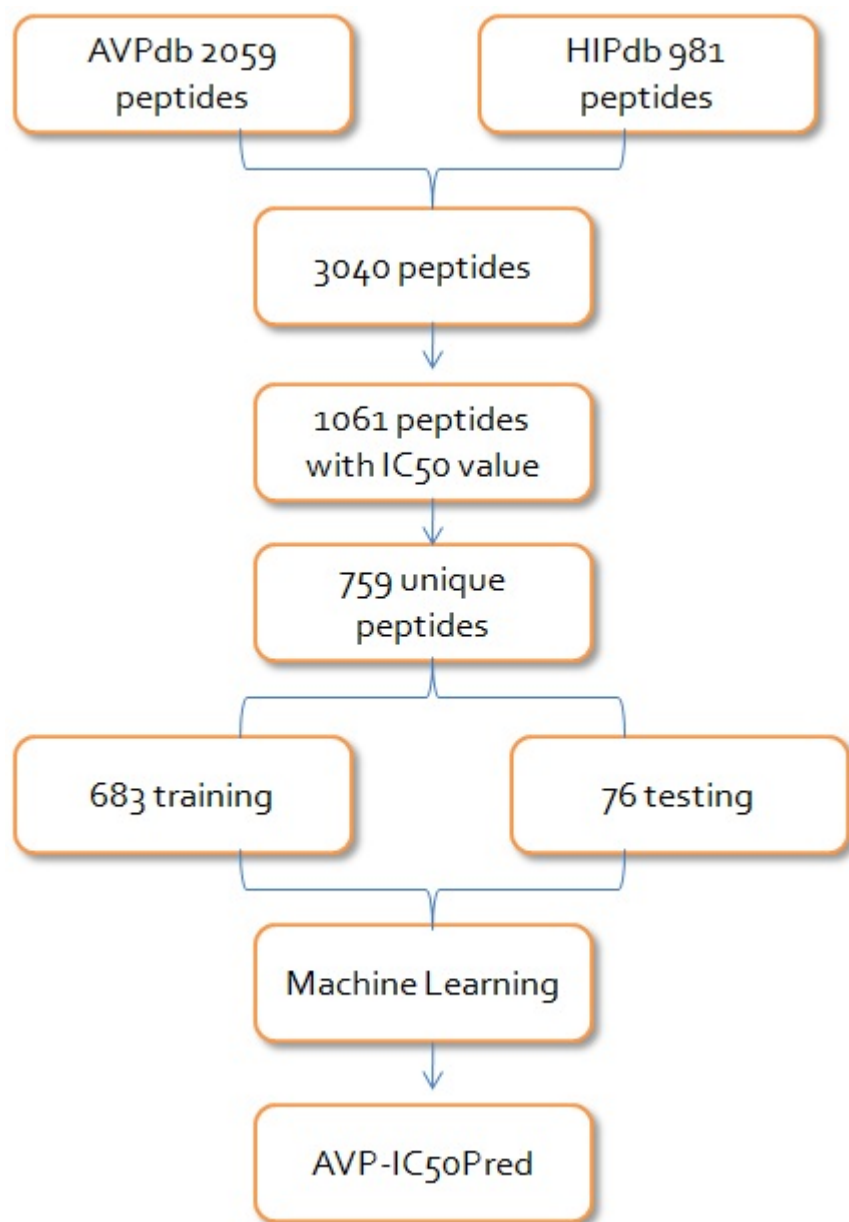 AVPdb 2059
peptides
HIPdb 981
peptides
3040 peptides
1061 peptides
with IC50 value
759 unique
peptides
683 training
76 testing
Machine Learning
AVP-IC50Pred